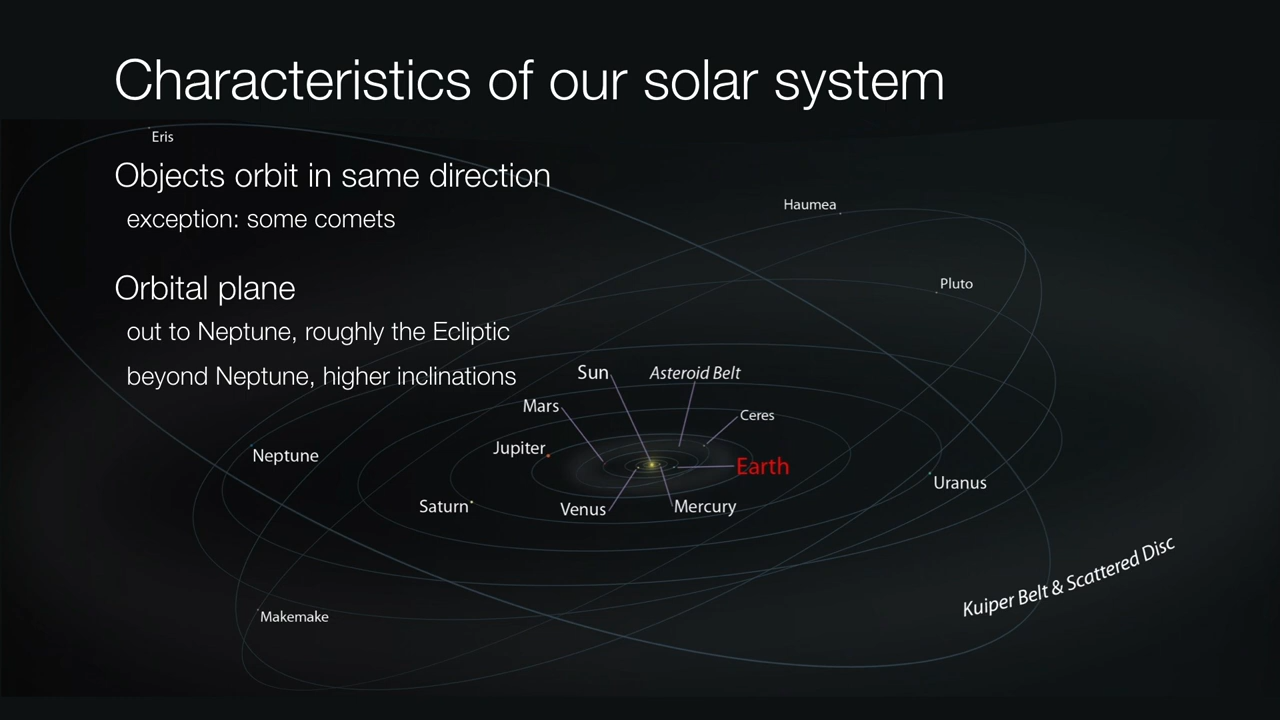 Characteristics of our solar system
Eris
Objects orbit in same direction
exception: some comets
Haumea
Orbital plane
Pluto
out to Neptune, roughly the Ecliptic
beyond Neptune, higher inclinations
Sun
Asteroid Belt
Mars
Ceres
Jupiter
Neptune
Earth
Uranus
Saturn
Venus
Mercury
Kuiper Belt & Scattered Disc
Makemake